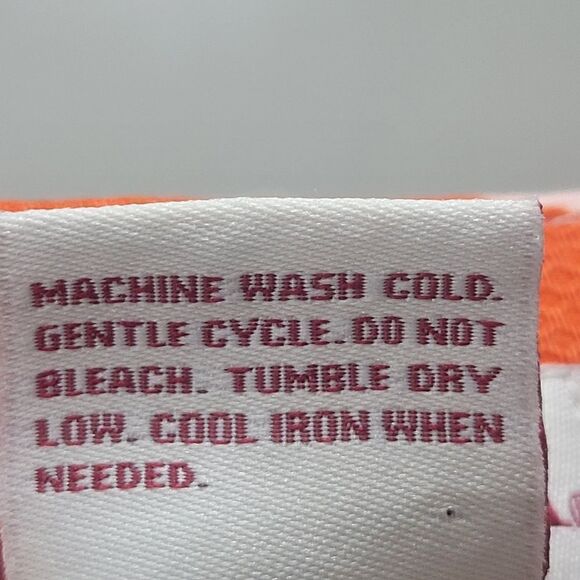 MACHINE WASH COLD.
GENTLE CYCLE. DO NOT
BLEACH. TUMBLE DRY
LOW. COOL IRON WHEN
NEEDED.